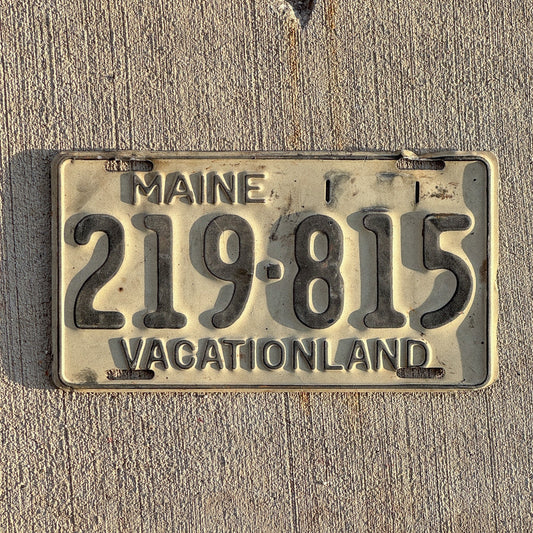 MAINE
219-815
VACATIONLAND